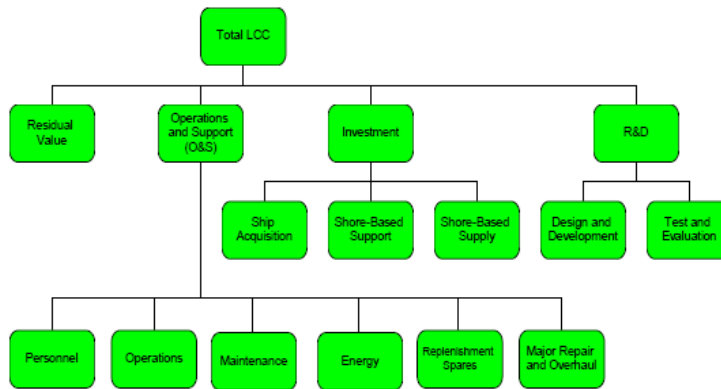 Total LCC
Residual
Value
Operations
and Support
(O&S)
Investment
R&D
Ship
Acquisition
Shore-Based
Support
Shore-Based
Supply
Design and
Development
Test and
Evaluation
Personnel
Operations
Maintenance
Energy
Replenishment
Spares
Major Repair
and Overhaul